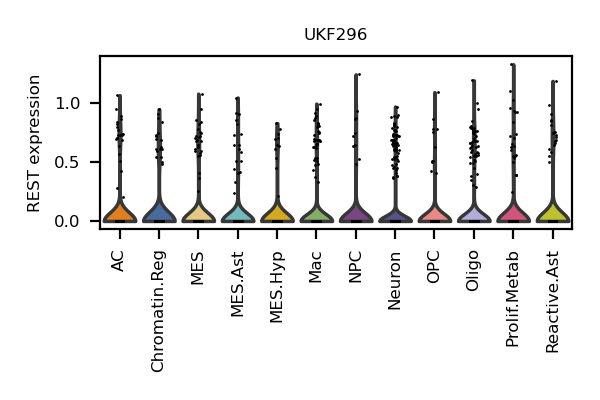 UKF296
REST expression
1.0
0.5
0.0
AC
Chromatin.Reg
MES
MES.Ast
MES.Hyp
Mac
NPC
Neuron
OPC
Oligo
Prolif.Metab
Reactive.Ast